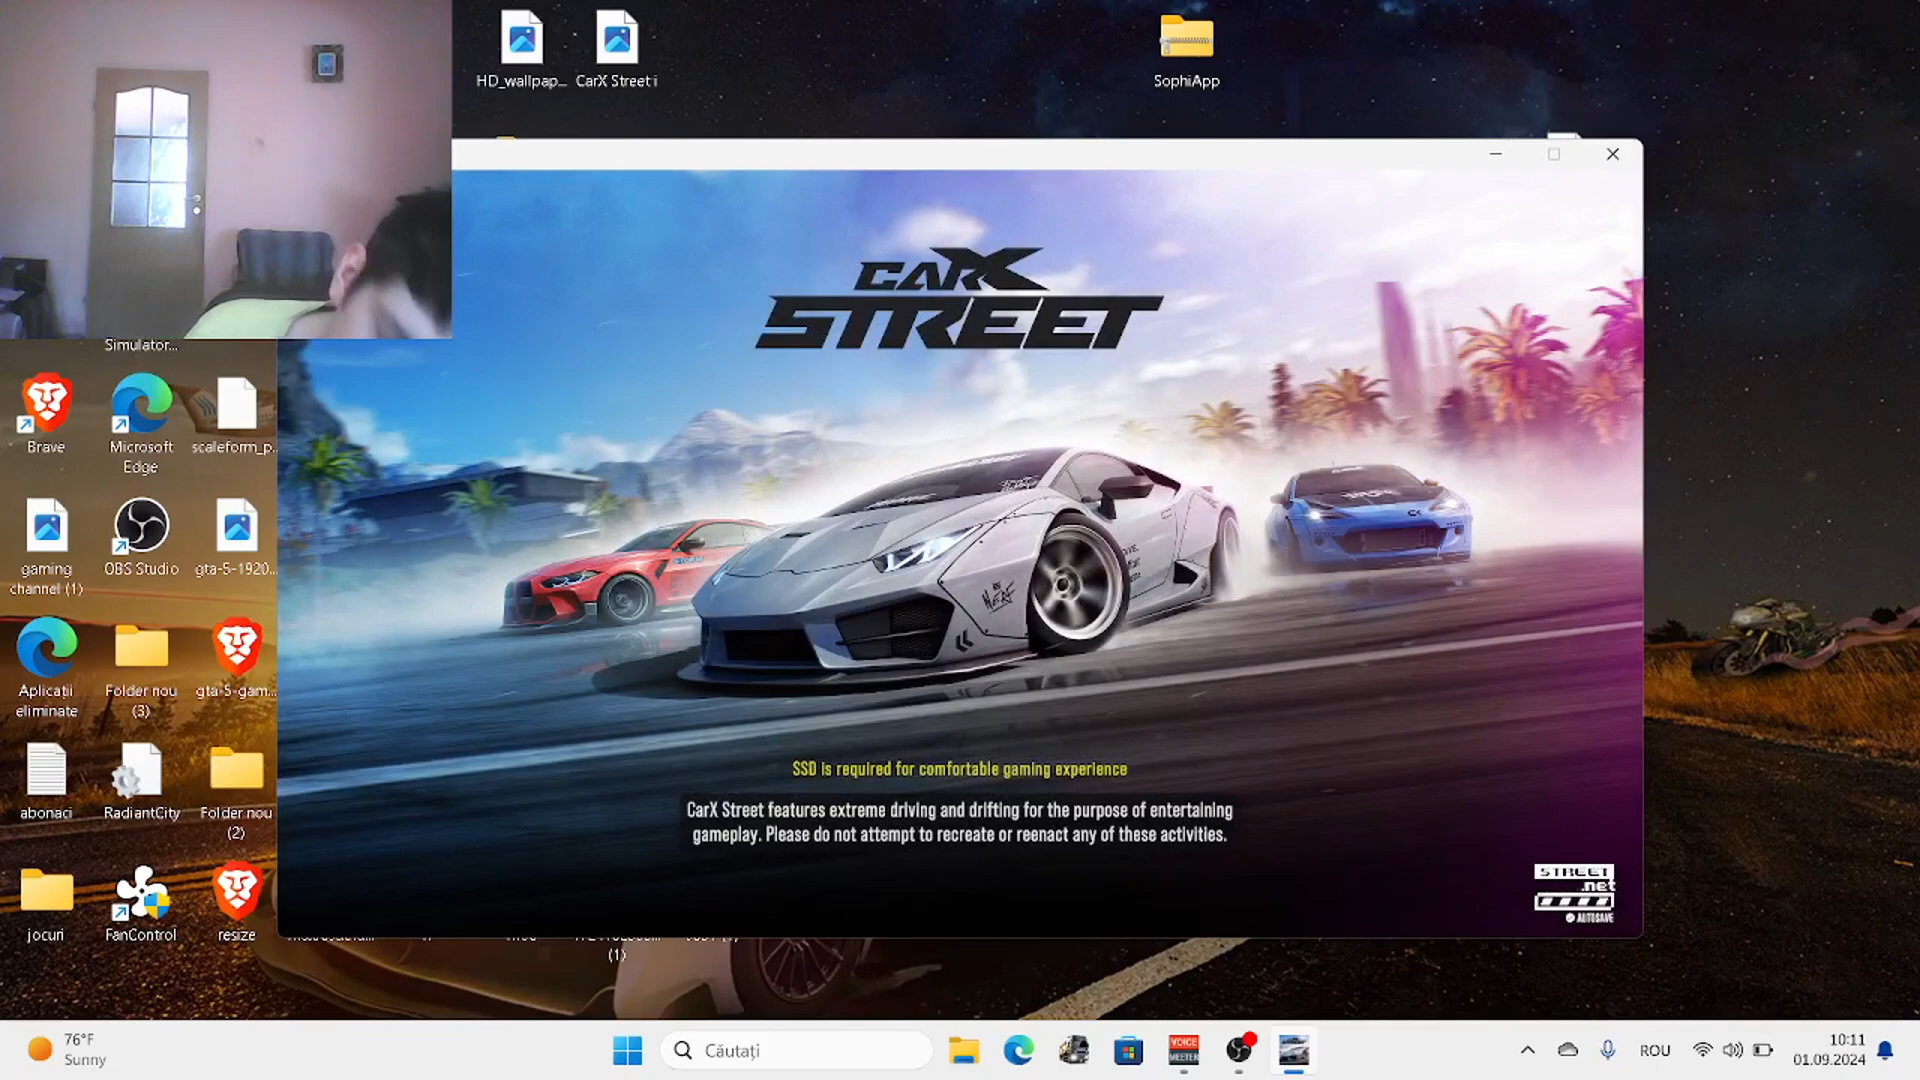 HD_wallpap...
CarX Street i
SophiApp
CarX
STREET
Simulator...
Brave
Microsoft
Edge
scaleform_p...
gaming
channel (1)
OBS Studio
gta-5-1920...
Aplicații
eliminate
Folder nou
(3)
gta-5-gam...
abonaci
RadiantCity
Folder nou
(2)
jocuri
FanControl
resize
(1)
SSD is required for comfortable gaming experience
CarX Street features extreme driving and drifting for the purpose of entertaining
gameplay. Please do not attempt to recreate or reenact any of these activities.
STREET
.net
AUTOSAVE
76°F
Sunny
Căutați
VOICE
MEETER
ROU
10:11
01.09.2024